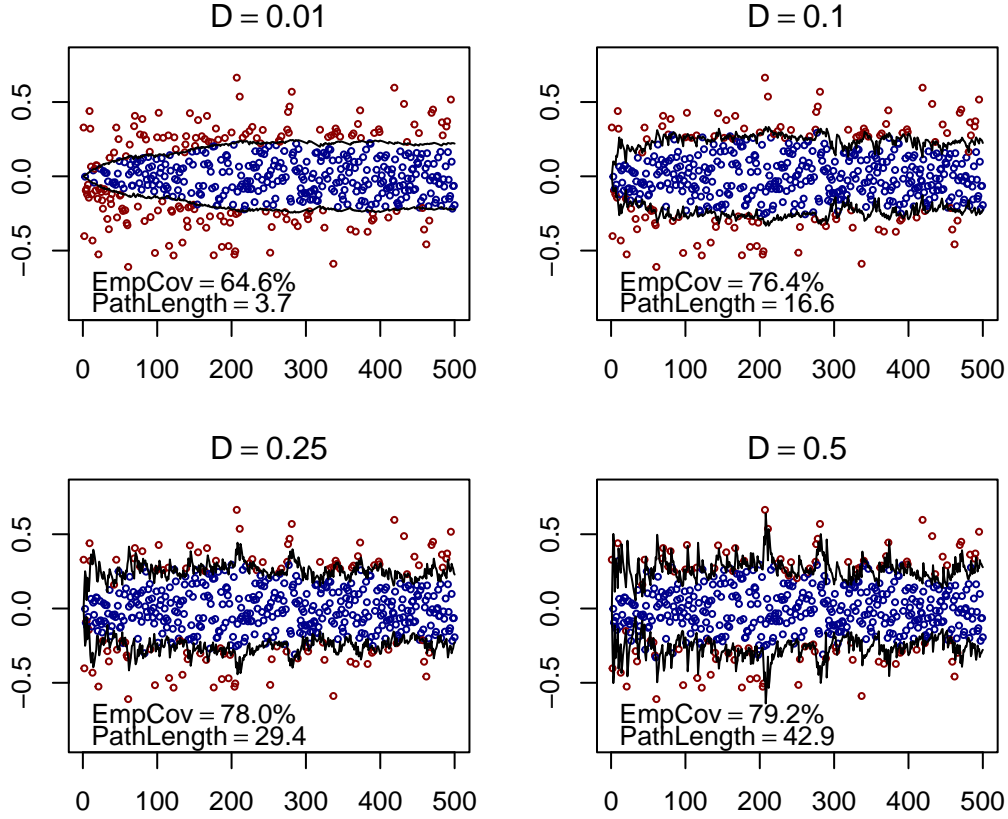 D = 0.01
0.5
0.0
−0.5
EmpCov = 64.6%
PathLength = 3.7
0 100 200 300 400 500
D = 0.1
0.5
0.0
−0.5
EmpCov = 76.4%
PathLength = 16.6
0 100 200 300 400 500
D = 0.25
0.5
0.0
−0.5
EmpCov = 78.0%
PathLength = 29.4
0 100 200 300 400 500
D = 0.5
0.5
0.0
−0.5
EmpCov = 79.2%
PathLength = 42.9
0 100 200 300 400 500